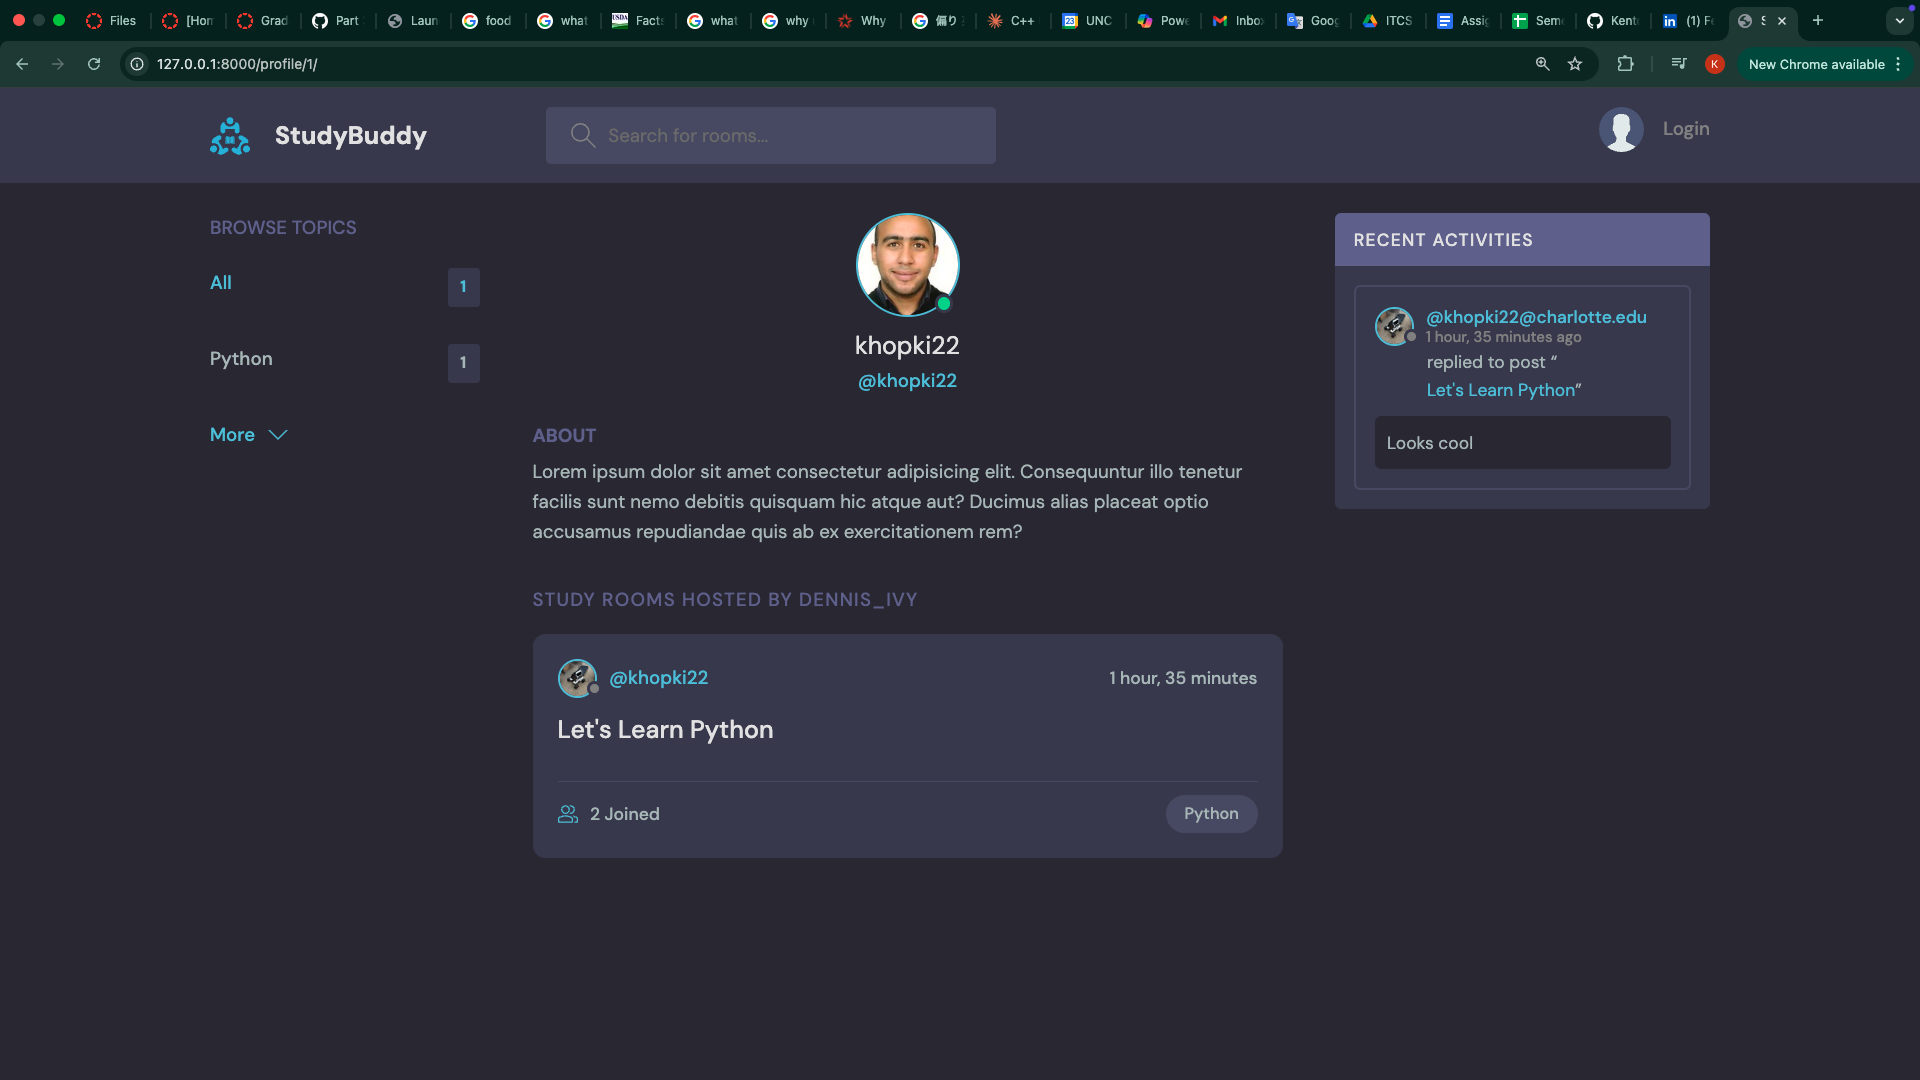 Files
[Hom
Grad
Part
Laun
food
what
USDA
Facts
what
why
Why
偏り
C++
23
UNC
Powe
Inbox
Goog
ITCS
Assig
Seme
Kent
in
(1) Fe
S
127.0.0.1:8000/profile/1/
K
New Chrome available
StudyBuddy
Search for rooms...
Login
BROWSE TOPICS
All
1
Python
1
More
khopki22
@khopki22
ABOUT
Lorem ipsum dolor sit amet consectetur adipisicing elit. Consequuntur illo tenetur
facilis sunt nemo debitis quisquam hic atque aut? Ducimus alias placeat optio
accusamus repudiandae quis ab ex exercitationem rem?
STUDY ROOMS HOSTED BY DENNIS_IVY
@khopki22
1 hour, 35 minutes
Let's Learn Python
2 Joined
Python
RECENT ACTIVITIES
@khopki22@charlotte.edu
1 hour, 35 minutes ago
replied to post “
Let's Learn Python”
Looks cool